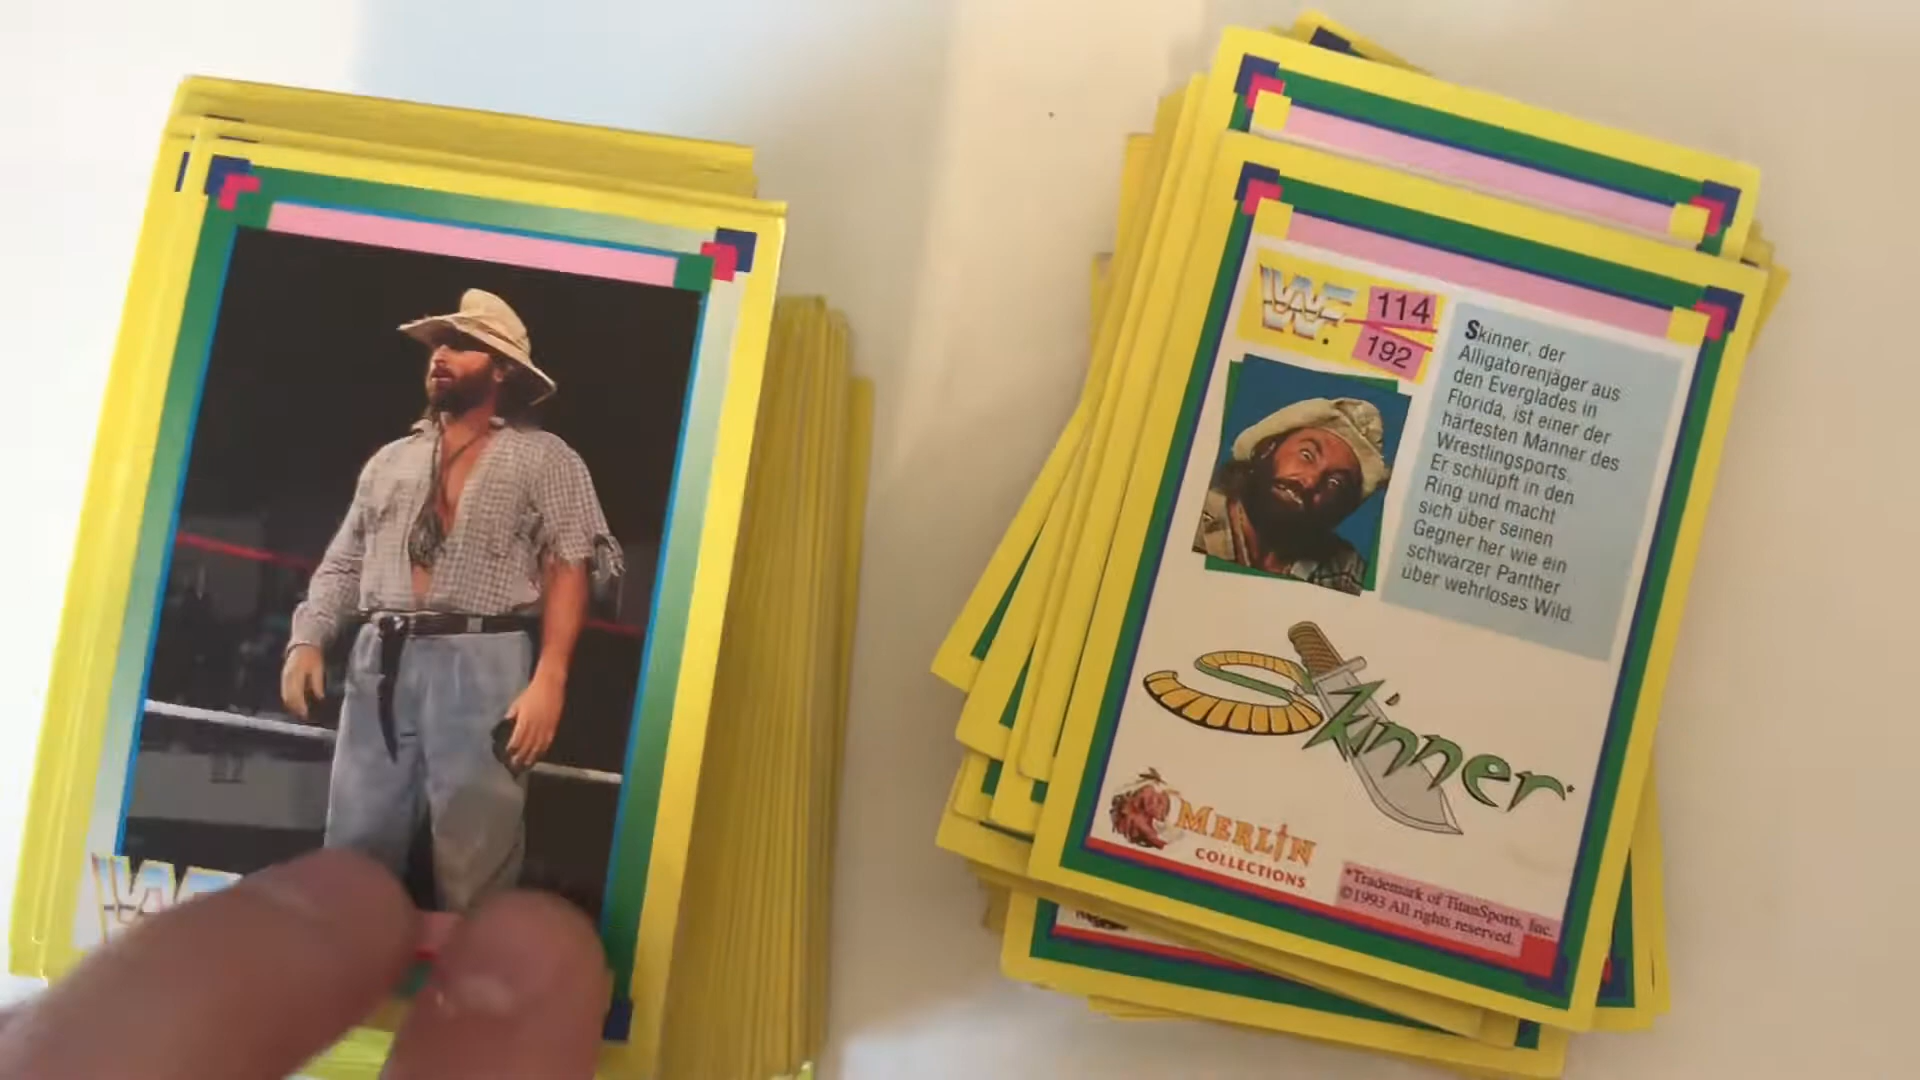 WF.
114
192
Skinner, der
Alligatorenjäger aus
den Everglades in
Florida, ist einer der
härtesten Männer des
Wrestlingsports.
Er schlüpft in den
Ring und macht
sich über seinen
Gegner her wie ein
schwarzer Panther
über wehrloses Wild.
Skinner*
MERLIN
COLLECTIONS
*Trademark of TitanSports, Inc.
©1993 All rights reserved.